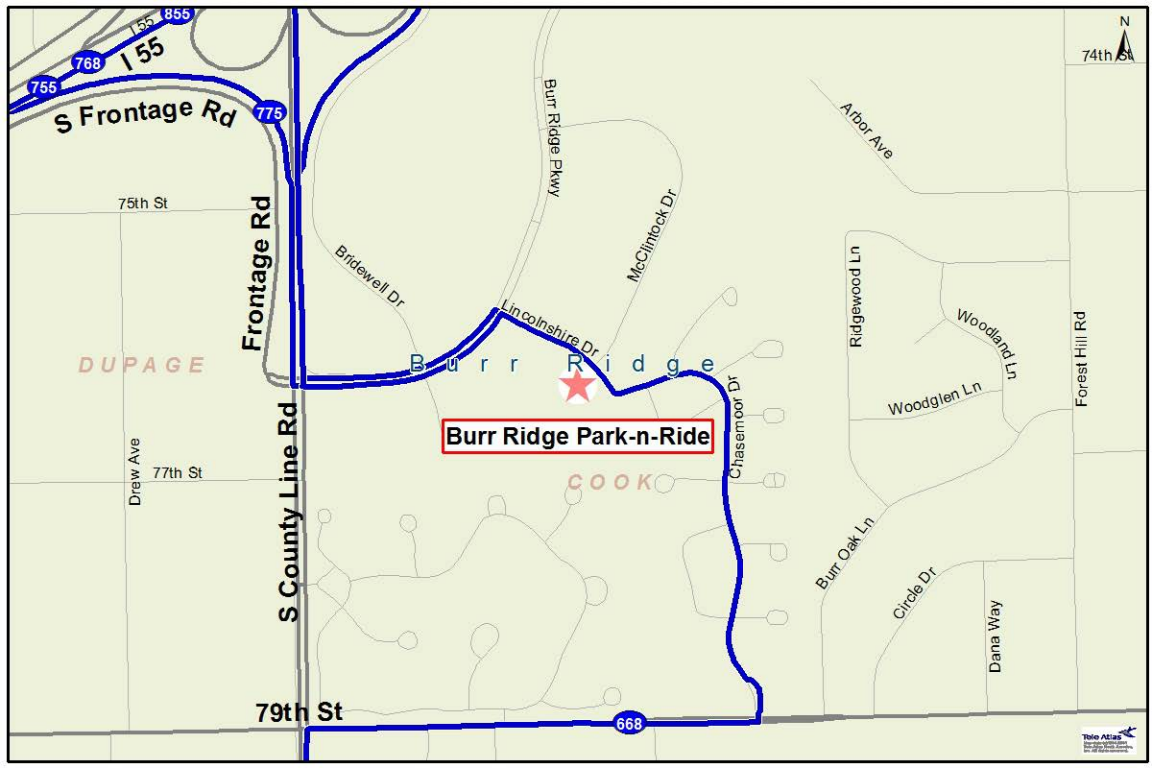 855
I 55
768
I 55
755
S Frontage Rd
775
N
74th St
Burr Ridge Pkwy
Arbor Ave
75th St
McClintock Dr
Frontage Rd
Bridewell Dr
Ridgewood Ln
Lincolnshire Dr
Woodland Ln
Forest Hill Rd
DUPAGE
Burr Ridge
Chasemoor Dr
Woodglen Ln
Burr Ridge Park-n-Ride
Drew Ave
77th St
COOK
S County Line Rd
Burr Oak Ln
Circle Dr
Dana Way
79th St
668
Tele Atlas